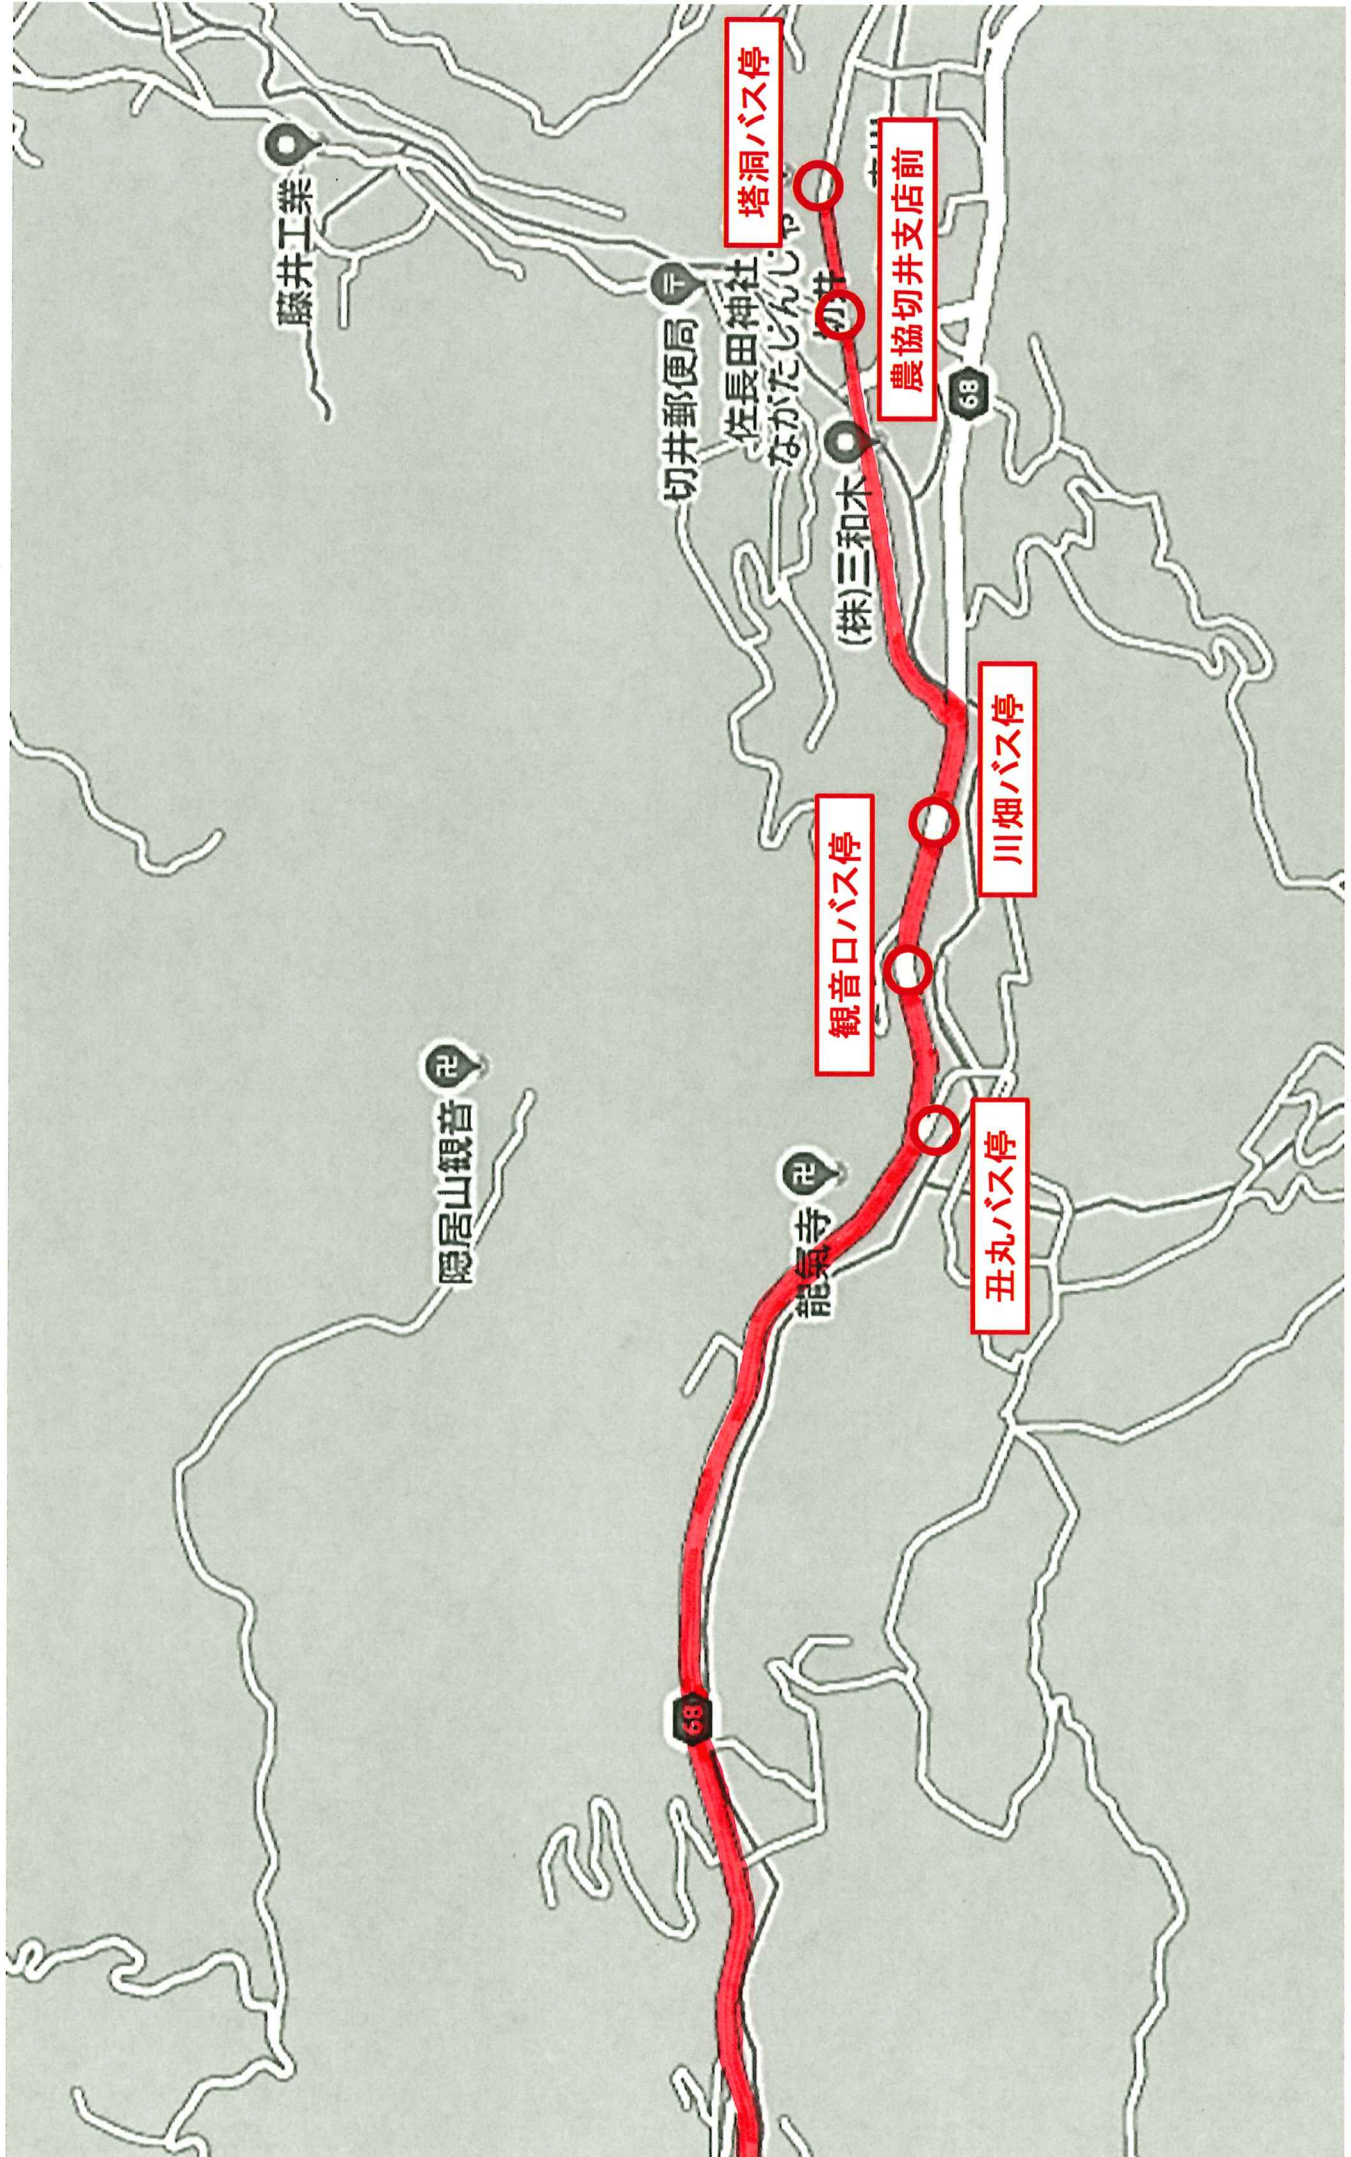 藤井工業
切井郵便局
佐長田神社
ながたじんじゃ
塔洞バス停
切井
農協切井支店前
68
(株)三和木
川畑バス停
観音口バス停
隠居山観音
龍氣寺
丑丸バス停
68